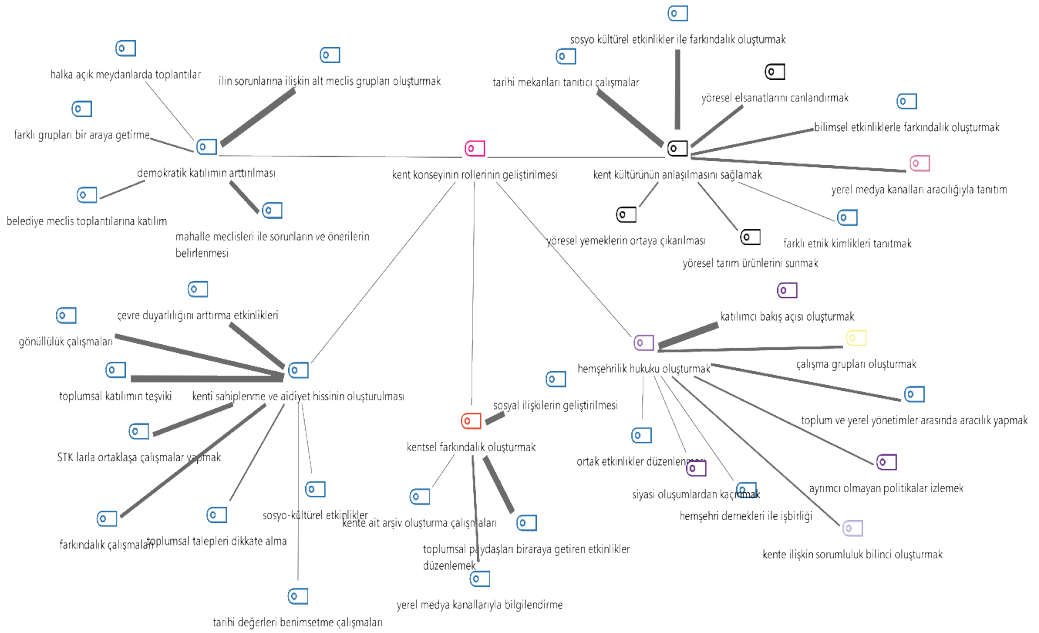 sosyo kültürel etkinlikler ile farkındalık oluşturmak
halka açık meydanlarda toplantılar
ilin sorunlarına ilişkin alt meclis grupları oluşturmak
tarihi mekanları tanıtıcı çalışmalar
yöresel elsanatlarını canlandırmak
farklı grupları bir araya getirme
bilimsel etkinliklerle farkındalık oluşturmak
demokratik katılımın arttırılması
kent konseyinin rollerinin geliştirilmesi
kent kültürünün anlaşılmasını sağlamak
yerel medya kanalları aracılığıyla tanıtım
belediye meclis toplantılarına katılım
mahalle meclisleri ile sorunların ve önerilerin
belirlenmesi
yöresel yemeklerin ortaya çıkarılması
farklı etnik kimlikleri tanıtmak
yöresel tarım ürünlerini sunmak
çevre duyarlılığını arttırma etkinlikleri
katılımcı bakış açısı oluşturmak
gönüllülük çalışmaları
çalışma grupları oluşturmak
hemşehrilik hukuku oluşturmak
toplumsal katılımın teşviki
kenti sahiplenme ve aidiyet hissinin oluşturulması
sosyal ilişkilerin geliştirilmesi
toplum ve yerel yönetimler arasında aracılık yapmak
kentsel farkındalık oluşturmak
STK larla ortaklaşa çalışmalar yapmak
ortak etkinlikler düzenlenmesi
ayrımcı olmayan politikalar izlemek
siyasi oluşumlardan kaçınmak
sosyo-kültürel etkinlikler
kente ait arşiv oluşturma çalışmaları
hemşehri dernekleri ile işbirliği
farkındalık çalışmaları
toplumsal talepleri dikkate alma
toplumsal paydaşları biraraya getiren etkinlikler
düzenlemek
kente ilişkin sorumluluk bilinci oluşturmak
yerel medya kanallarıyla bilgilendirme
tarihi değerleri benimsetme çalışmaları